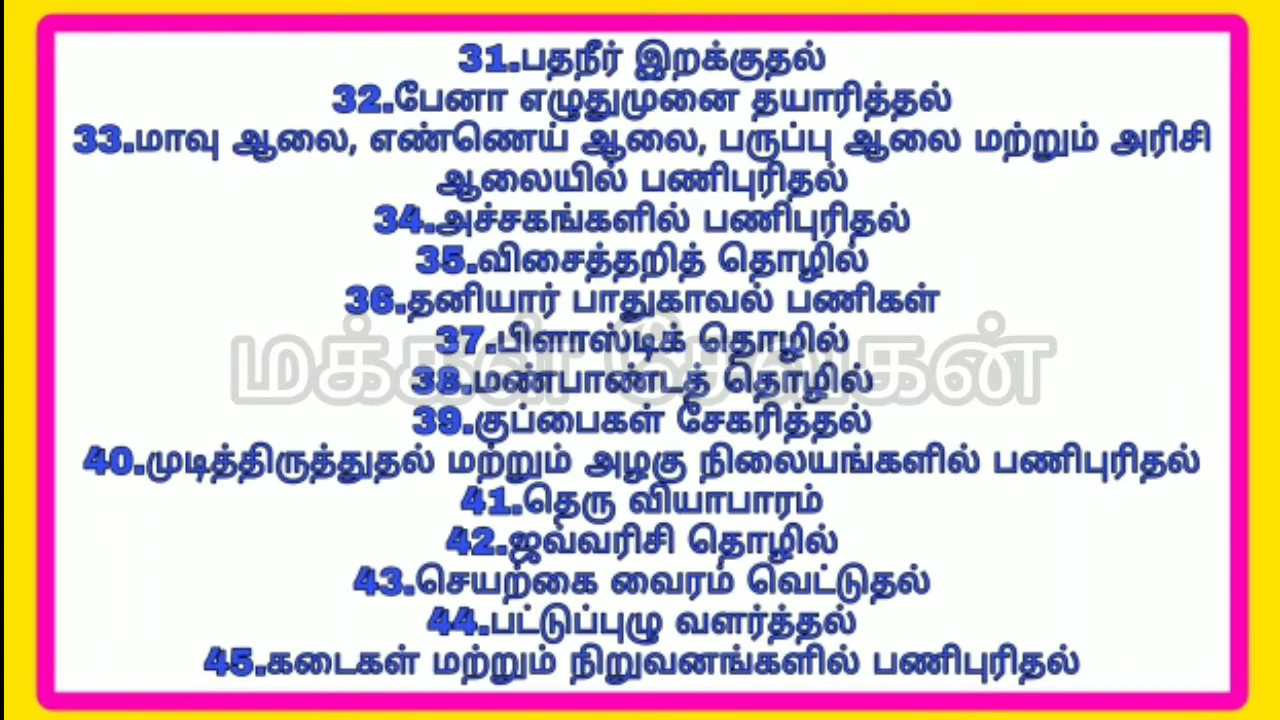 31.பதநீர் இறக்குதல்
32.பேனா எழுதுமுனை தயாரித்தல்
33.மாவு ஆலை, எண்ணெய் ஆலை, பருப்பு ஆலை மற்றும் அரிசி
ஆலையில் பணிபுரிதல்
34.அச்சகங்களில் பணிபுரிதல்
35.விசைத்தறித் தொழில்
36.தனியார் பாதுகாவல் பணிகள்
மக்கள் சேவகன்
37.பிளாஸ்டிக் தொழில்
38.மண்பாண்டத் தொழில்
39.குப்பைகள் சேகரித்தல்
40.முடித்திருத்துதல் மற்றும் அழகு நிலையங்களில் பணிபுரிதல்
41.தெரு வியாபாரம்
42.ஜவ்வரிசி தொழில்
43.செயற்கை வைரம் வெட்டுதல்
44.பட்டுப்புழு வளர்த்தல்
45.கடைகள் மற்றும் நிறுவனங்களில் பணிபுரிதல்